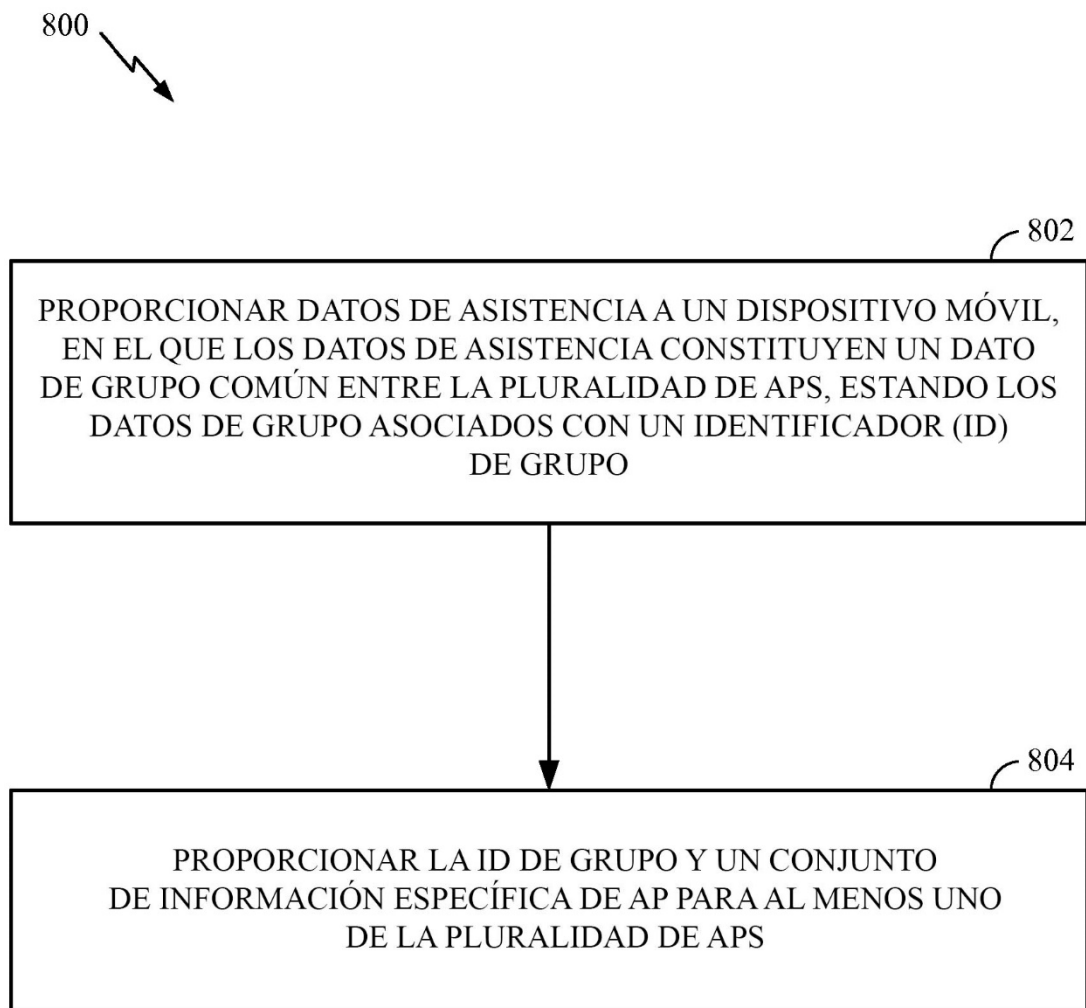 800
802
PROPORCIONAR DATOS DE ASISTENCIA A UN DISPOSITIVO MÓVIL,
EN EL QUE LOS DATOS DE ASISTENCIA CONSTITUYEN UN DATO
DE GRUPO COMÚN ENTRE LA PLURALIDAD DE APS, ESTANDO LOS
DATOS DE GRUPO ASOCIADOS CON UN IDENTIFICADOR (ID)
DE GRUPO
804
PROPORCIONAR LA ID DE GRUPO Y UN CONJUNTO
DE INFORMACIÓN ESPECÍFICA DE AP PARA AL MENOS UNO
DE LA PLURALIDAD DE APS